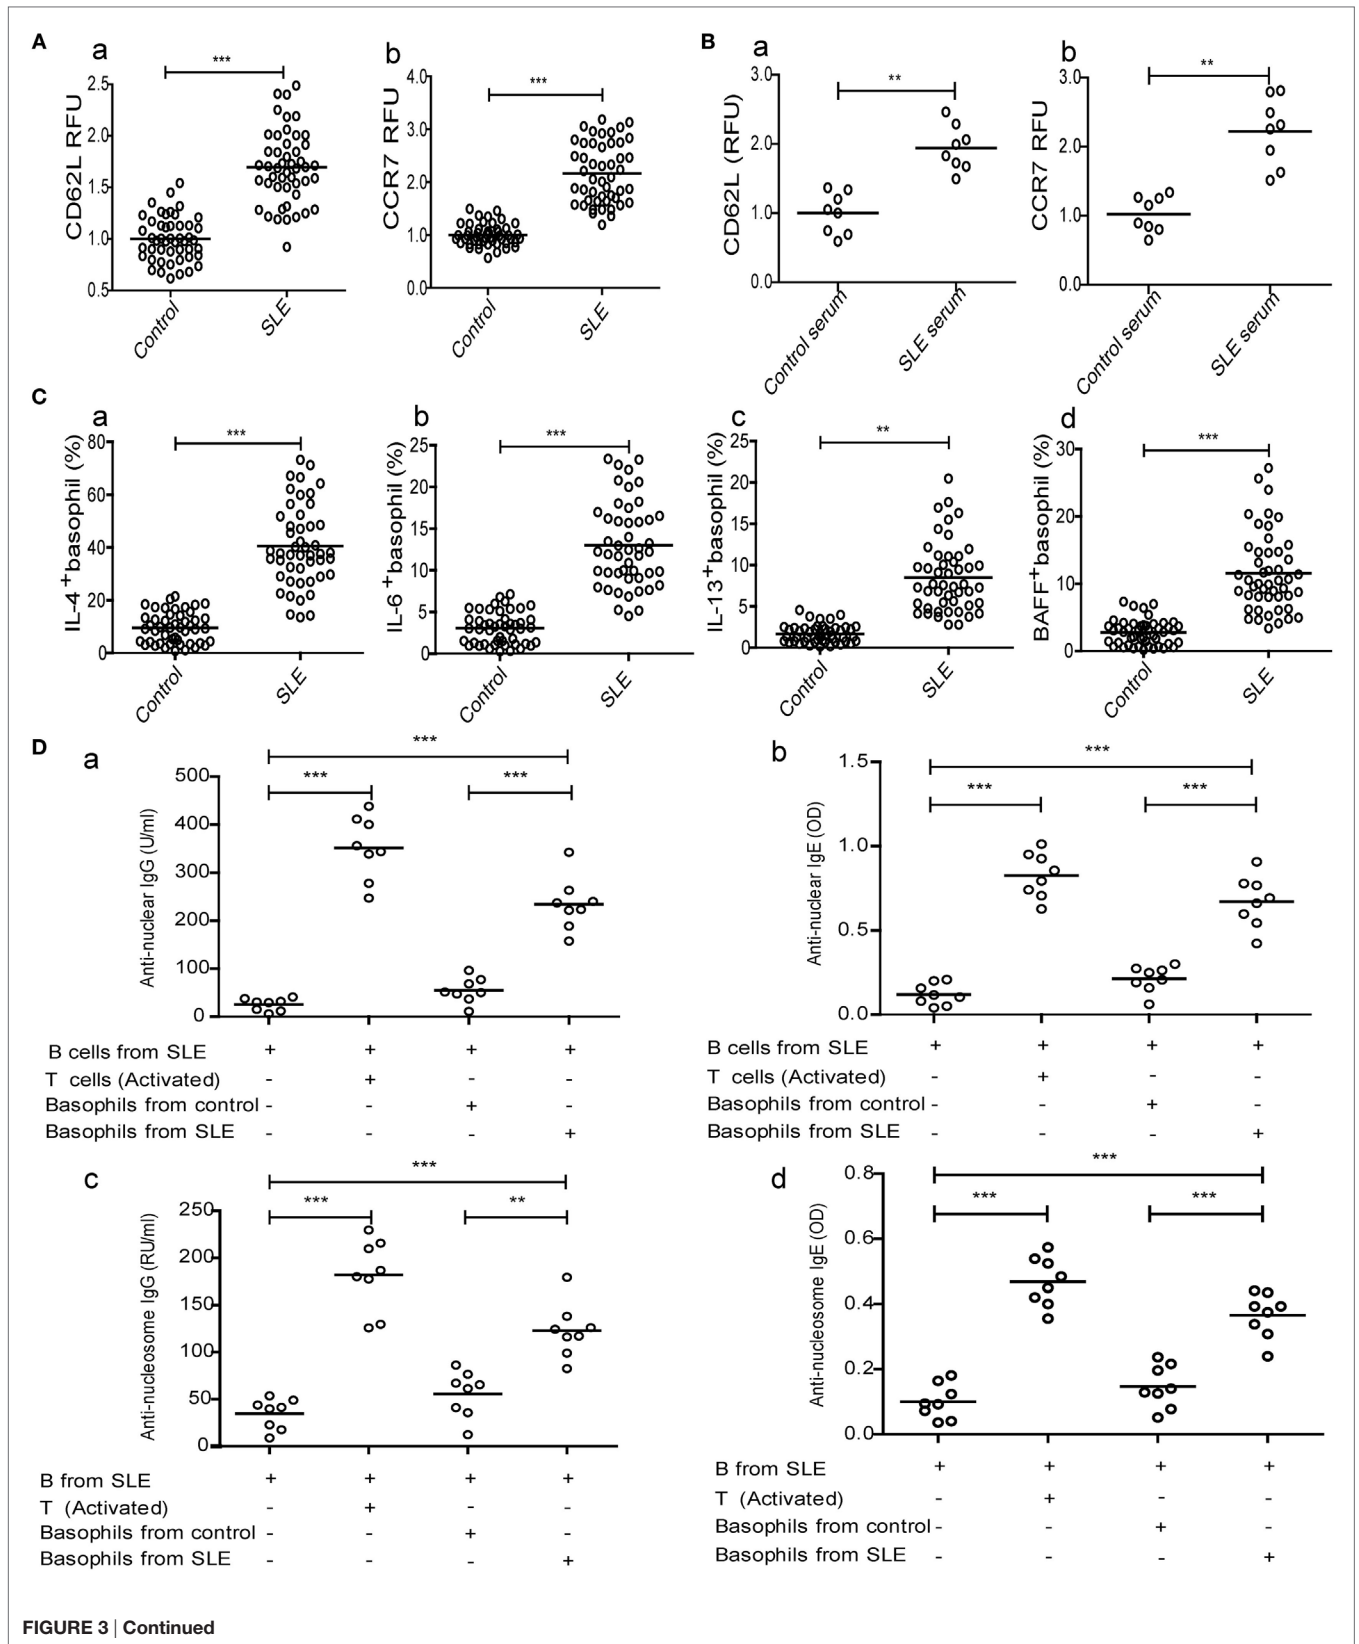 A
a
***
CD62L RFU
2.5
2.0
1.5
1.0
0.5
Control
SLE
b
***
CCR7 RFU
4.0
3.0
2.0
1.0
0.0
Control
SLE
B
a
**
CD62L (RFU)
3.0
2.0
1.0
0.0
Control serum
SLE serum
b
**
CCR7 RFU
3.0
2.0
1.0
0.0
Control serum
SLE serum
C
a
***
IL-4+basophil (%)
80
60
40
20
0
Control
SLE
b
***
IL-6+basophil (%)
25
20
15
10
5
0
Control
SLE
c
**
IL-13+basophil (%)
25
20
15
10
5
0
Control
SLE
d
***
BAFF+basophil (%)
30
20
10
0
Control
SLE
D
a
***
*** ***
Anti-nuclear IgG (U/ml)
500
400
300
200
100
0
B cells from SLE + + + +
T cells (Activated) - + - -
Basophils from control - - + -
Basophils from SLE - - - +
b
***
*** ***
Anti-nuclear IgE (OD)
1.5
1.0
0.5
0.0
B cells from SLE + + + +
T cells (Activated) - + - -
Basophils from control - - + -
Basophils from SLE - - - +
c
***
*** **
Anti-nucleosome IgG (RU/ml)
250
200
150
100
50
0
B from SLE + + + +
T (Activated) - + - -
Basophils from control - - + -
Basophils from SLE - - - +
d
***
*** ***
Anti-nucleosome IgE (OD)
0.8
0.6
0.4
0.2
0.0
B from SLE + + + +
T (Activated) - + - -
Basophils from control - - + -
Basophils from SLE - - - +
FIGURE 3 | Continued